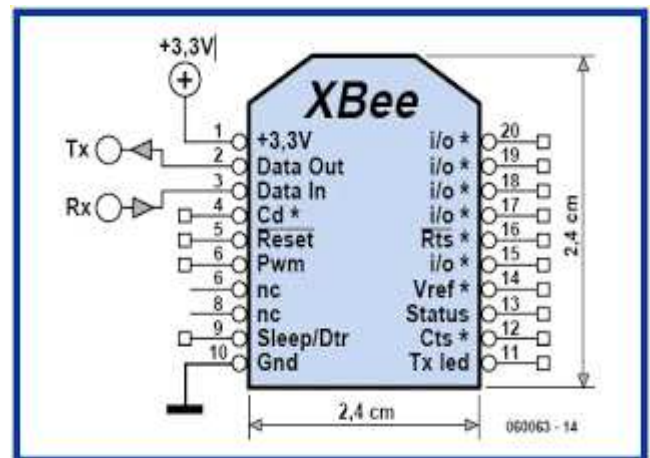 +3,3V
XBee
1 +3,3V i/o * 20
Tx 2 Data Out i/o * 19
3 Data In i/o * 18
Rx 4 Cd * i/o * 17
5 Reset Rts * 16
6 Pwm i/o * 15
6 nc Vref * 14
8 nc Status 13
9 Sleep/Dtr Cts * 12
10 Gnd Tx led 11
2,4 cm
2,4 cm
060063 - 14